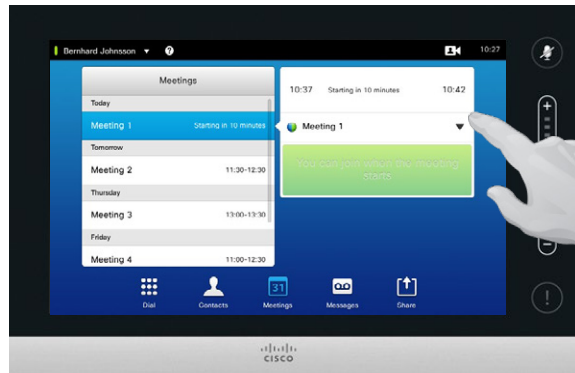 Bernhard Johnsson ▼ ?
10:27
Meetings
Today
Meeting 1 Starting in 10 minutes
Tomorrow
Meeting 2 11:30-12:30
Thursday
Meeting 3 13:00-13:30
Friday
Meeting 4 11:00-12:30
10:37 Starting in 10 minutes 10:42
Meeting 1 ▼
You can join when the meeting
starts
+
-
!
31
Dial Contacts Meetings Messages Share
CISCO